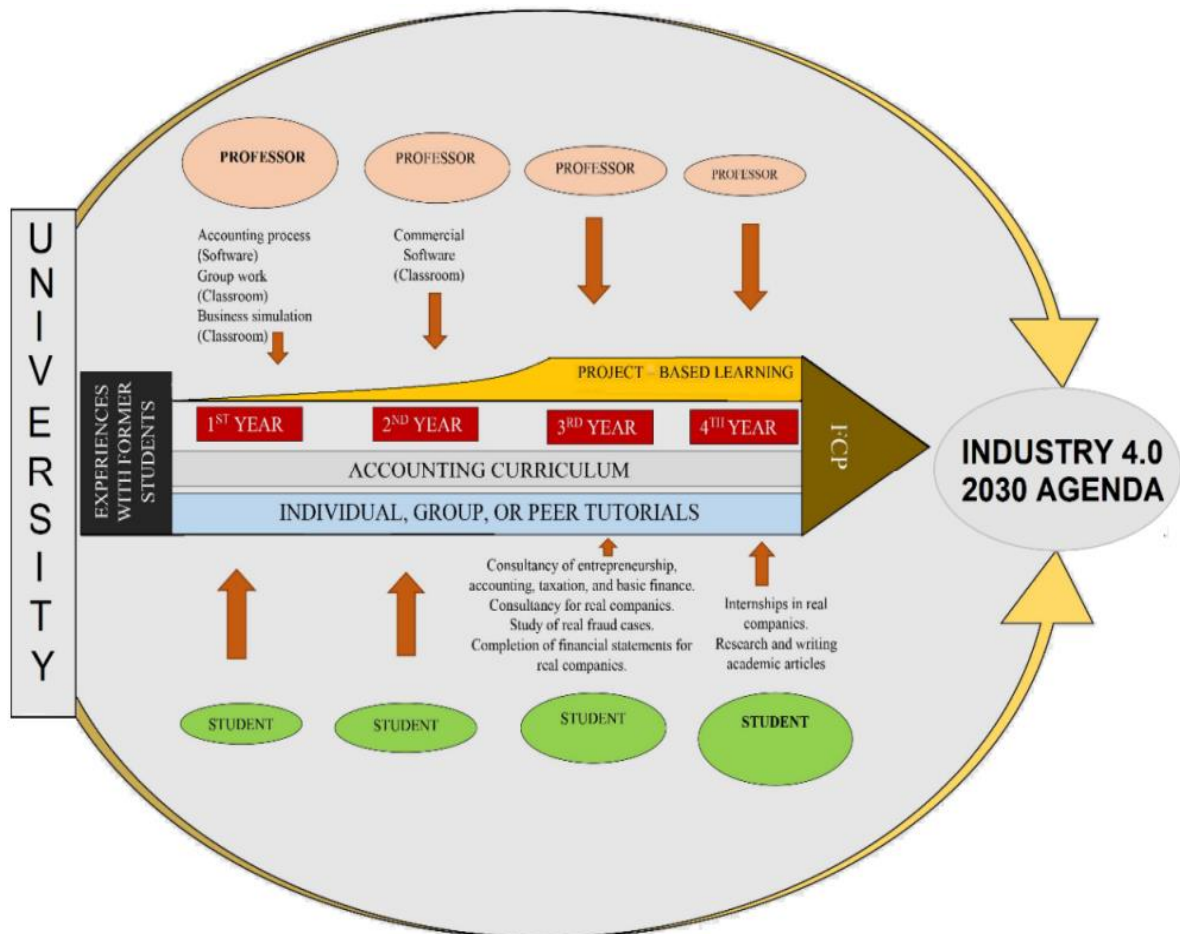 UNIVERSITY
PROFESSOR
PROFESSOR
PROFESSOR
PROFESSOR
Accounting process
(Software)
Group work
(Classroom)
Business simulation
(Classroom)
Commercial
Software
(Classroom)
EXPERIENCES
WITH FORMER
STUDENTS
PROJECT – BASED LEARNING
1ST YEAR
2ND YEAR
3RD YEAR
4TH YEAR
ACCOUNTING CURRICULUM
INDIVIDUAL, GROUP, OR PEER TUTORIALS
FCP
INDUSTRY 4.0
2030 AGENDA
Consultancy of entrepreneurship,
accounting, taxation, and basic finance.
Consultancy for real companies.
Study of real fraud cases.
Completion of financial statements for
real companies.
Internships in real
companies.
Research and writing
academic articles
STUDENT
STUDENT
STUDENT
STUDENT